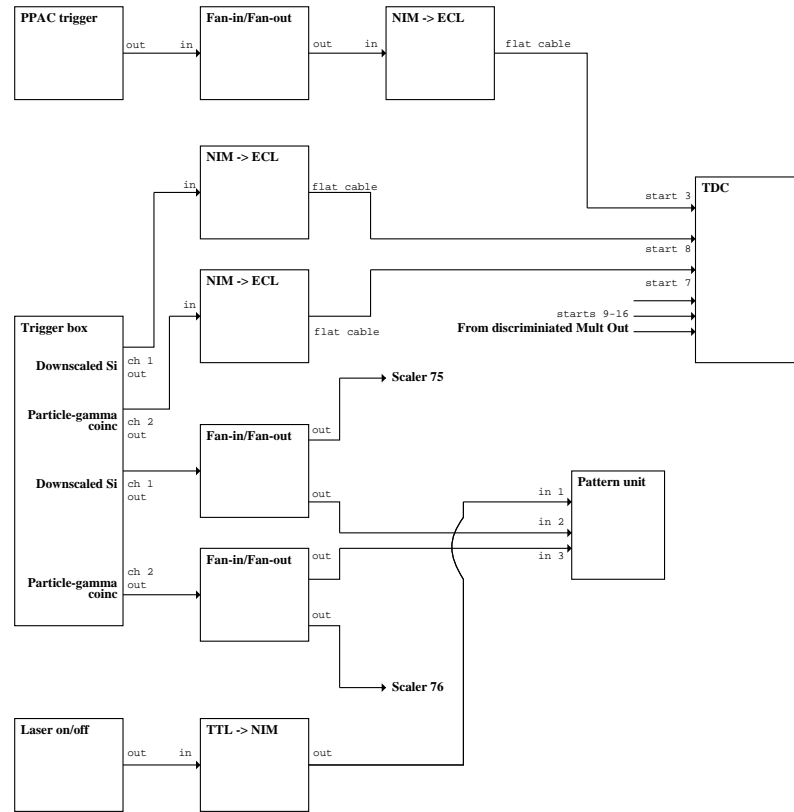 PPAC trigger
out
in
Fan-in/Fan-out
out
in
NIM -> ECL
flat cable
NIM -> ECL
in
flat cable
TDC
start 3
start 8
start 7
starts 9-16
From discriminiated Mult Out
NIM -> ECL
in
flat cable
Trigger box
Downscaled Si
ch 1
out
Particle-gamma
coinc
ch 2
out
Downscaled Si
ch 1
out
Particle-gamma
coinc
ch 2
out
Scaler 75
Fan-in/Fan-out
out
out
Pattern unit
in 1
in 2
in 3
Fan-in/Fan-out
out
out
Scaler 76
Laser on/off
out
in
TTL -> NIM
out